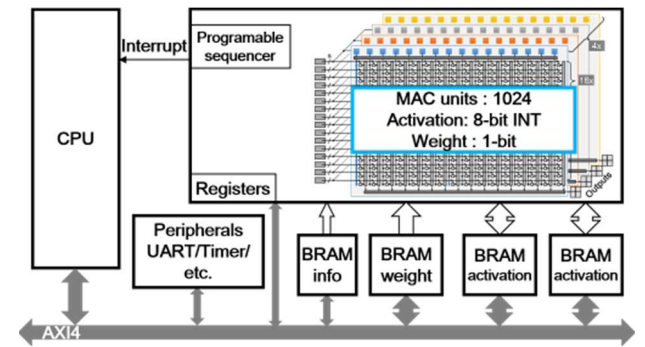 CPU
Interrupt
Programable
sequencer
4x
16x
MAC units : 1024
Activation: 8-bit INT
Weight : 1-bit
Outputs
Registers
Peripherals
UART/Timer/
etc.
BRAM
info
BRAM
weight
BRAM
activation
BRAM
activation
AXI4